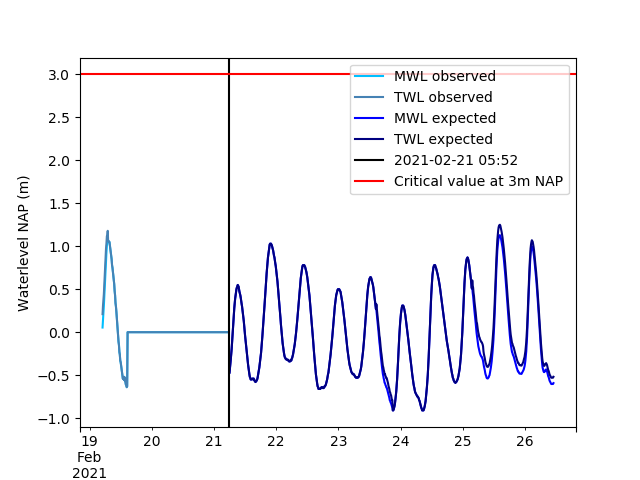 3.0
2.5
2.0
1.5
1.0
0.5
0.0
−0.5
−1.0
Waterlevel NAP (m)
MWL observed
TWL observed
MWL expected
TWL expected
2021-02-21 05:52
Critical value at 3m NAP
19 20 21 22 23 24 25 26
Feb
2021